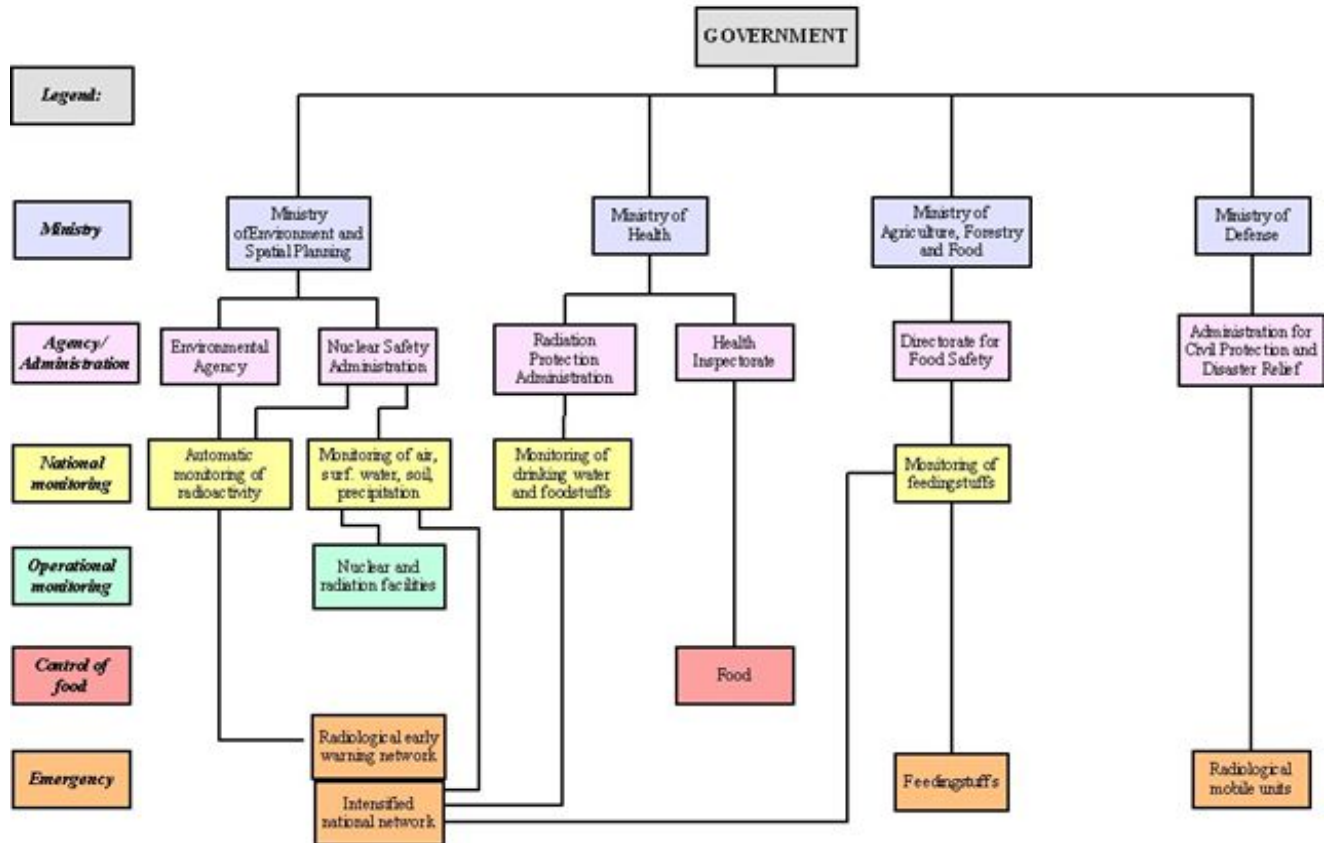 GOVERNMENT
Legend:
Ministry
Ministry
of Environment and
Spatial Planning
Ministry of
Health
Ministry of
Agriculture, Forestry
and Food
Ministry of
Defense
Agency/
Administration
Environmental
Agency
Nuclear Safety
Administration
Radiation
Protection
Administration
Health
Inspectorate
Directorate for
Food Safety
Administration for
Civil Protection and
Disaster Relief
National
monitoring
Automatic
monitoring of
radioactivity
Monitoring of air,
surf. water, soil,
precipitation
Monitoring of
drinking water
and foodstuffs
Monitoring of
feedingstuffs
Operational
monitoring
Nuclear and
radiation facilities
Control of
food
Food
Emergency
Radiological early
warning network
Intensified
national network
Feedingstuffs
Radiological
mobile units